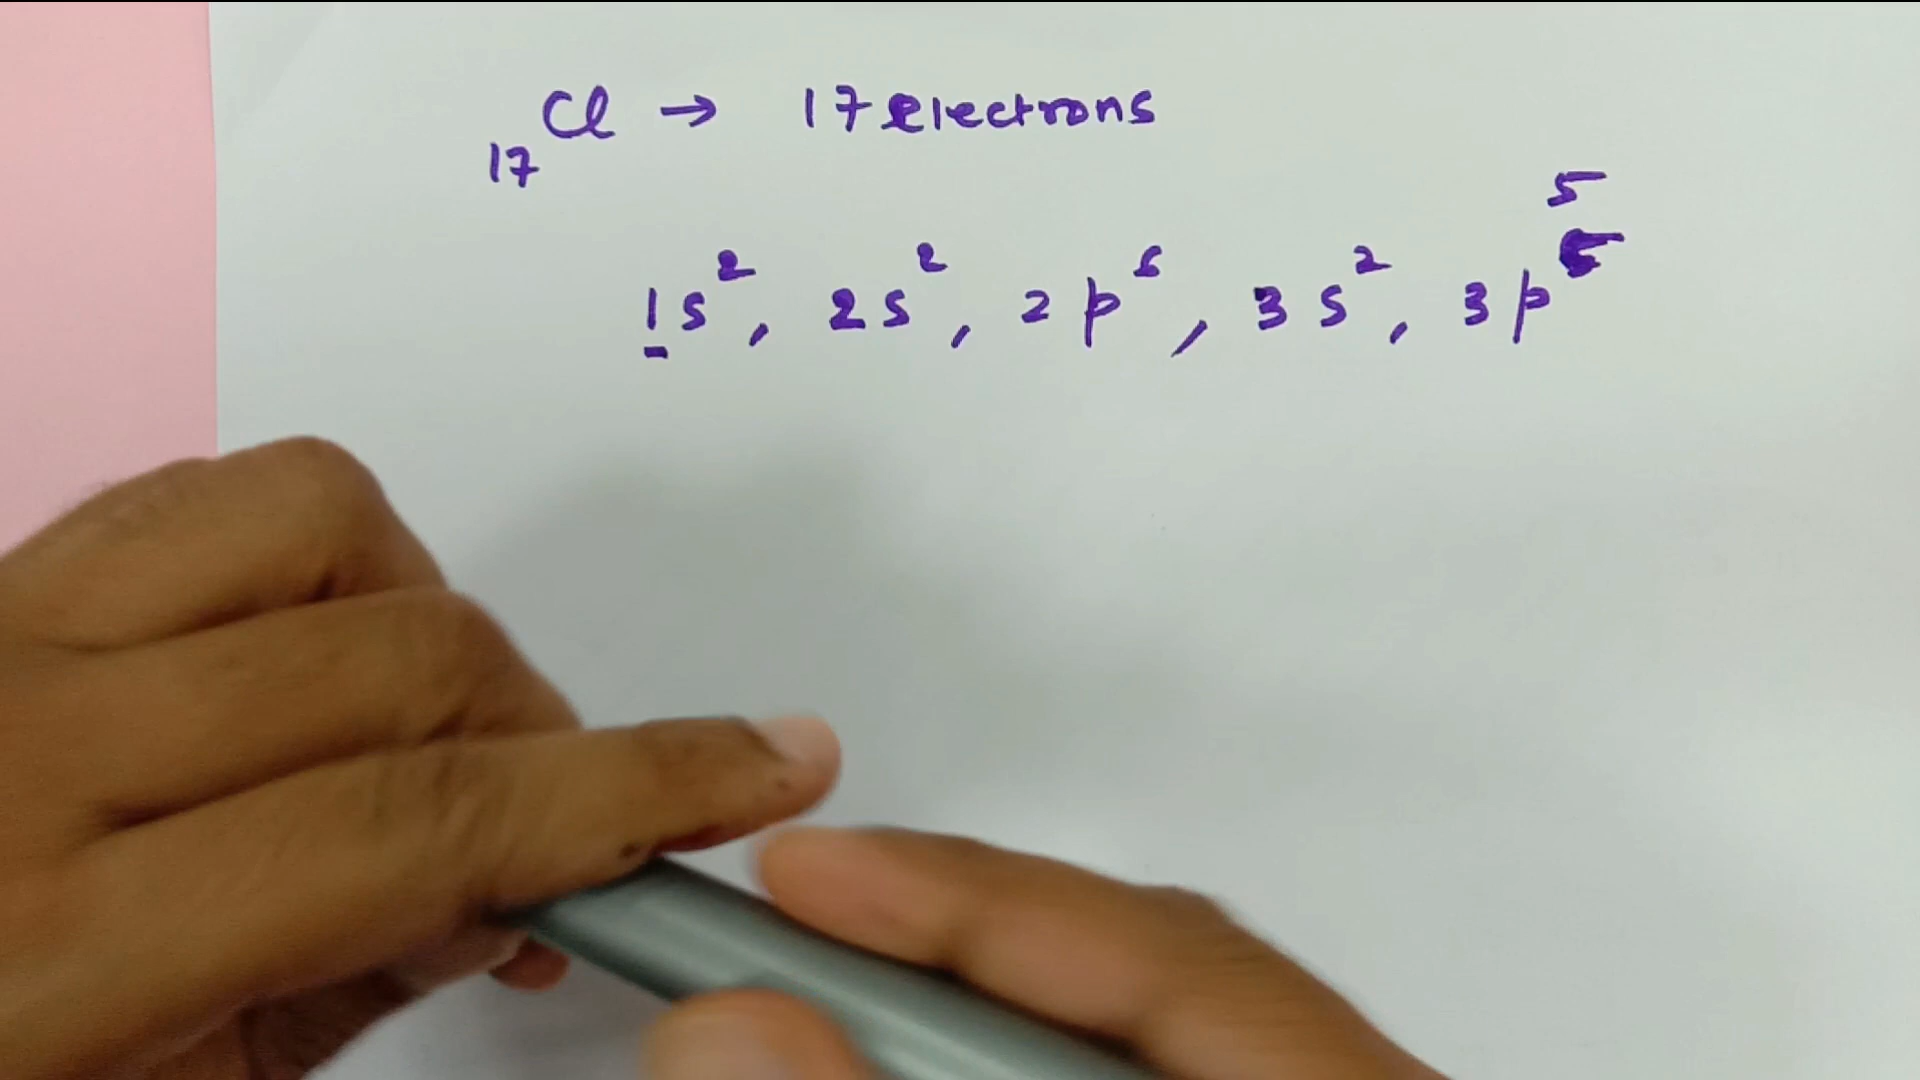 ₁₇Cl → 17 electrons
1s², 2s², 2p⁶, 3s², 3p⁵ ⁵